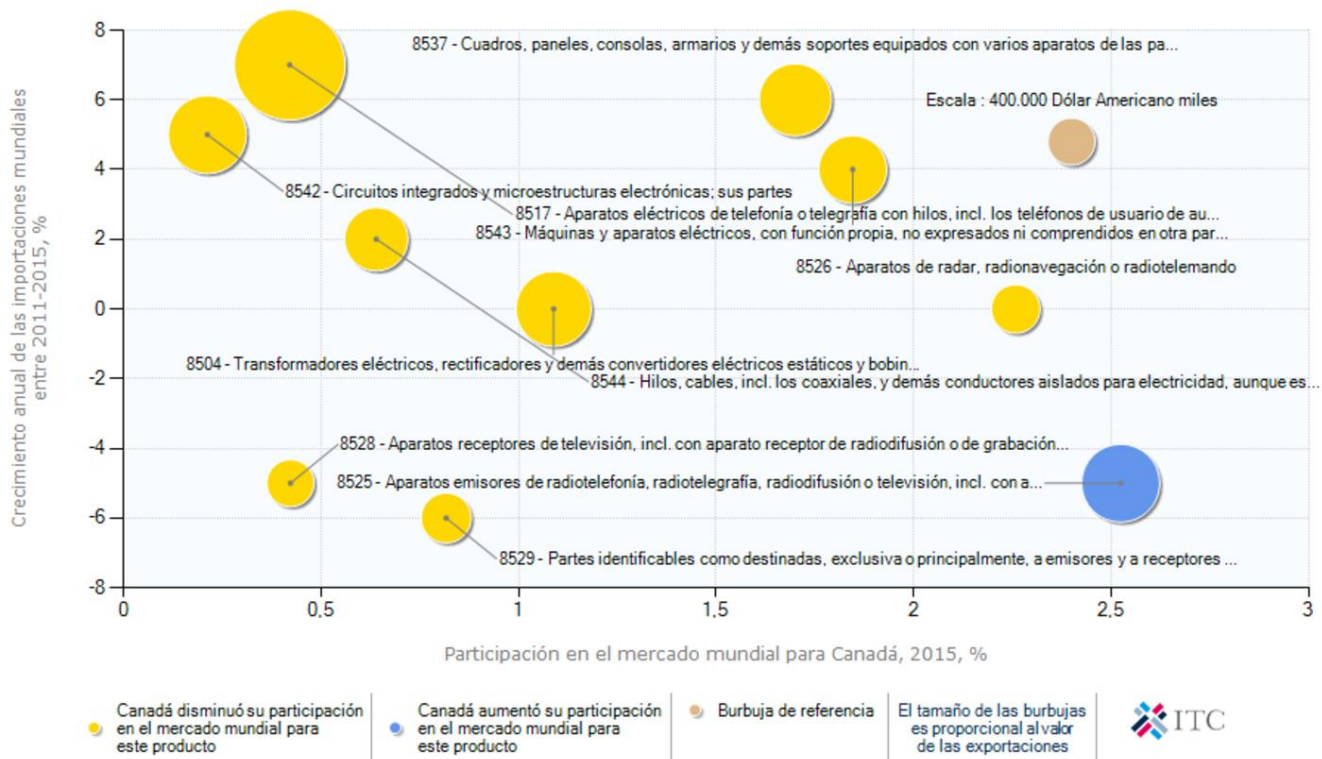 8
6
4
2
0
-2
-4
-6
-8
Crecimiento anual de las importaciones mundiales
entre 2011-2015, %
8537 - Cuadros, paneles, consolas, armarios y demás soportes equipados con varios aparatos de las pa...
Escala : 400.000 Dólar Americano miles
8542 - Circuitos integrados y microestructuras electrónicas; sus partes
8517 - Aparatos eléctricos de telefonía o telegrafía con hilos, incl. los teléfonos de usuario de au...
8543 - Máquinas y aparatos eléctricos, con función propia, no expresados ni comprendidos en otra par...
8526 - Aparatos de radar, radionavegación o radiotelemando
8504 - Transformadores eléctricos, rectificadores y demás convertidores eléctricos estáticos y bobin...
8544 - Hilos, cables, incl. los coaxiales, y demás conductores aislados para electricidad, aunque es...
8528 - Aparatos receptores de televisión, incl. con aparato receptor de radiodifusión o de grabación...
8525 - Aparatos emisores de radiotelefonía, radiotelegrafía, radiodifusión o televisión, incl. con a...
8529 - Partes identificables como destinadas, exclusiva o principalmente, a emisores y a receptores ...
0 0,5 1 1,5 2 2,5 3
Participación en el mercado mundial para Canadá, 2015, %
Canadá disminuó su participación
en el mercado mundial para
este producto
Canadá aumentó su participación
en el mercado mundial para
este producto
Burbuja de referencia
El tamaño de las burbujas
es proporcional al valor
de las exportaciones
ITC